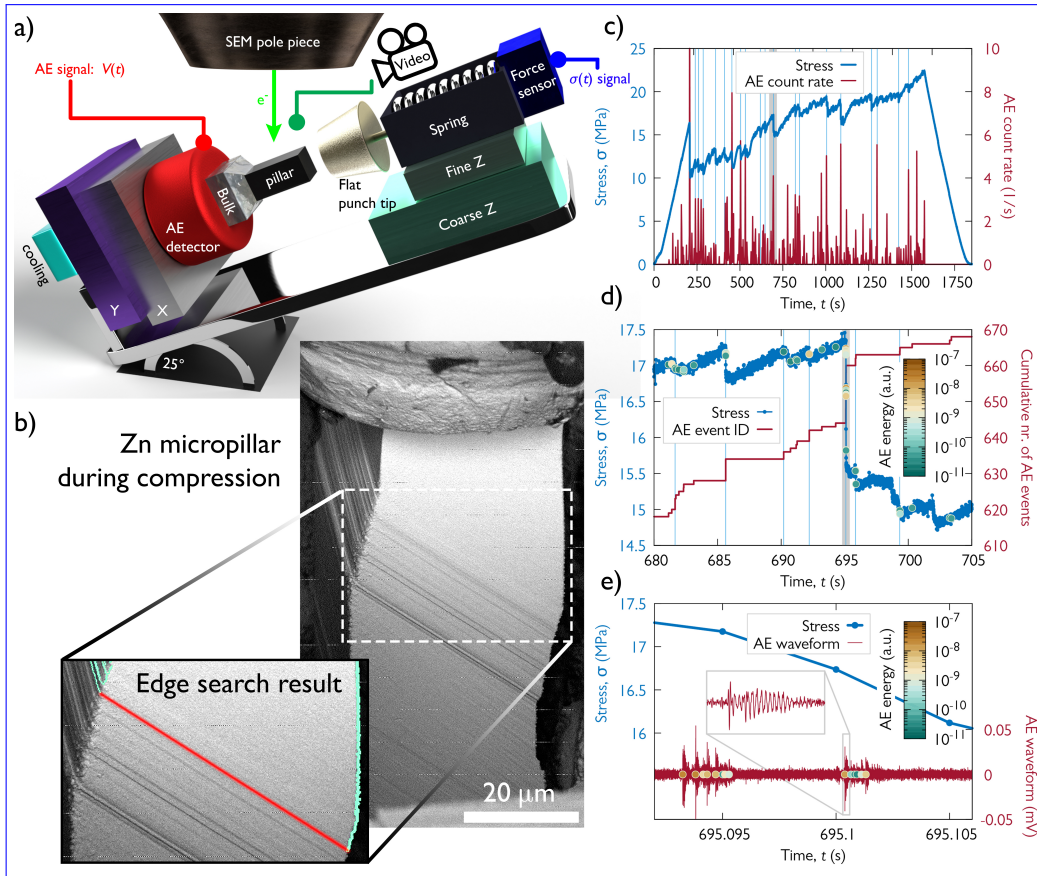 a)
SEM pole piece
AE signal: V(t)
e⁻
Video
Force
sensor
σ(t) signal
Spring
Fine Z
Coarse Z
Flat
punch tip
pillar
Bulk
AE
detector
cooling
Y
X
25°
b)
Zn micropillar
during compression
Edge search result
20 μm
c)
25
20
15
10
5
0
Stress, σ (MPa)
Stress
AE count rate
10
8
6
4
2
0
AE count rate (1/s)
0 250 500 750 1000 1250 1500 1750
Time, t (s)
d)
17.5
17
16.5
16
15.5
15
14.5
Stress, σ (MPa)
Stress
AE event ID
AE energy (a.u.)
10⁻⁷
10⁻⁸
10⁻⁹
10⁻¹⁰
10⁻¹¹
670
660
650
640
630
620
610
Cumulative nr. of AE
events
680 685 690 695 700 705
Time, t (s)
e)
17.5
17
16.5
16
Stress, σ (MPa)
Stress
AE waveform
AE energy (a.u.)
10⁻⁷
10⁻⁸
10⁻⁹
10⁻¹⁰
10⁻¹¹
0.05
0
-0.05
AE waveform
(mV)
695.095 695.1 695.105
Time, t (s)